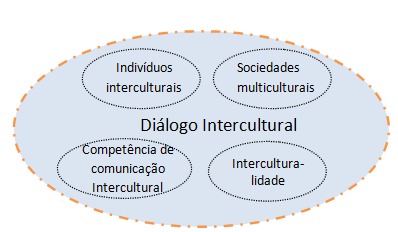 Indivíduos
interculturais
Sociedades
multiculturais
Diálogo Intercultural
Competência de
comunicação
Intercultural
Intercultura-
lidade